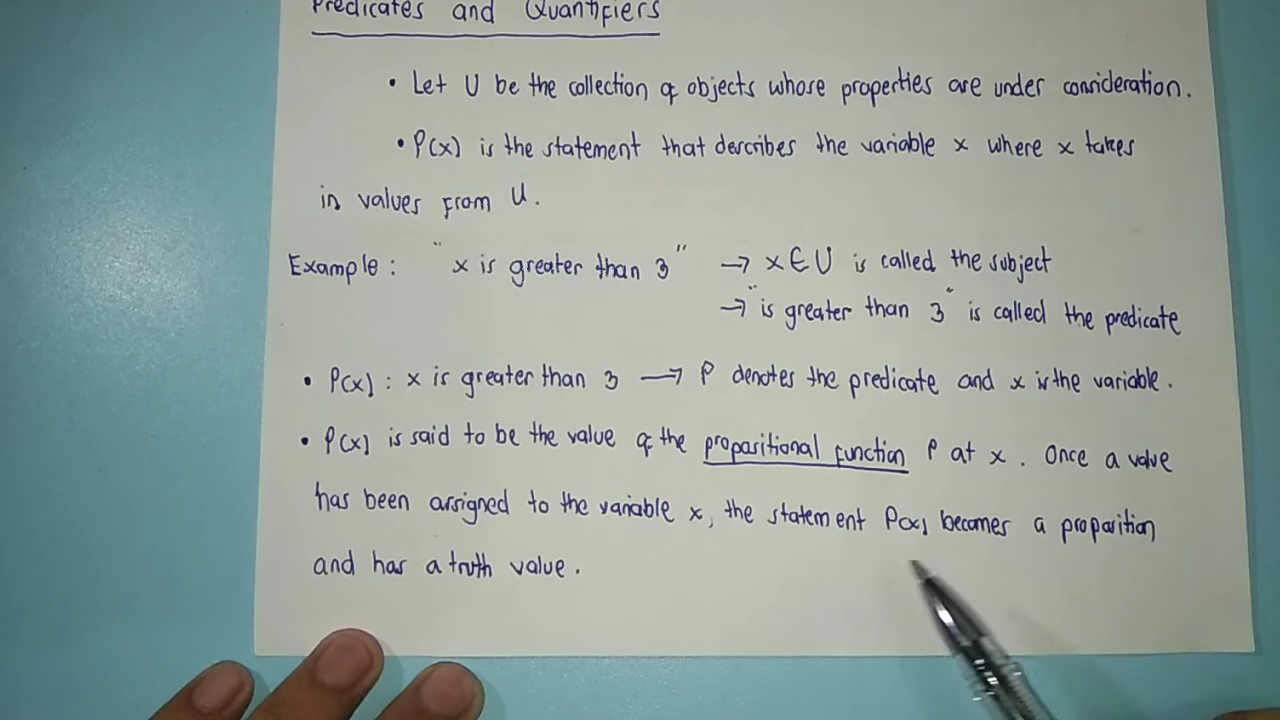 Predicates and Quantifiers
• Let U be the collection of objects whose properties are under consideration.
• P(x) is the statement that describes the variable x where x takes
in values from U.
Example: "x is greater than 3" → x∈U is called the subject
→ "is greater than 3" is called the predicate
• P(x) : x is greater than 3 → P denotes the predicate and x is the variable.
• P(x) is said to be the value of the propositional function P at x. Once a value
has been assigned to the variable x, the statement P(x) becomes a proposition
and has a truth value.